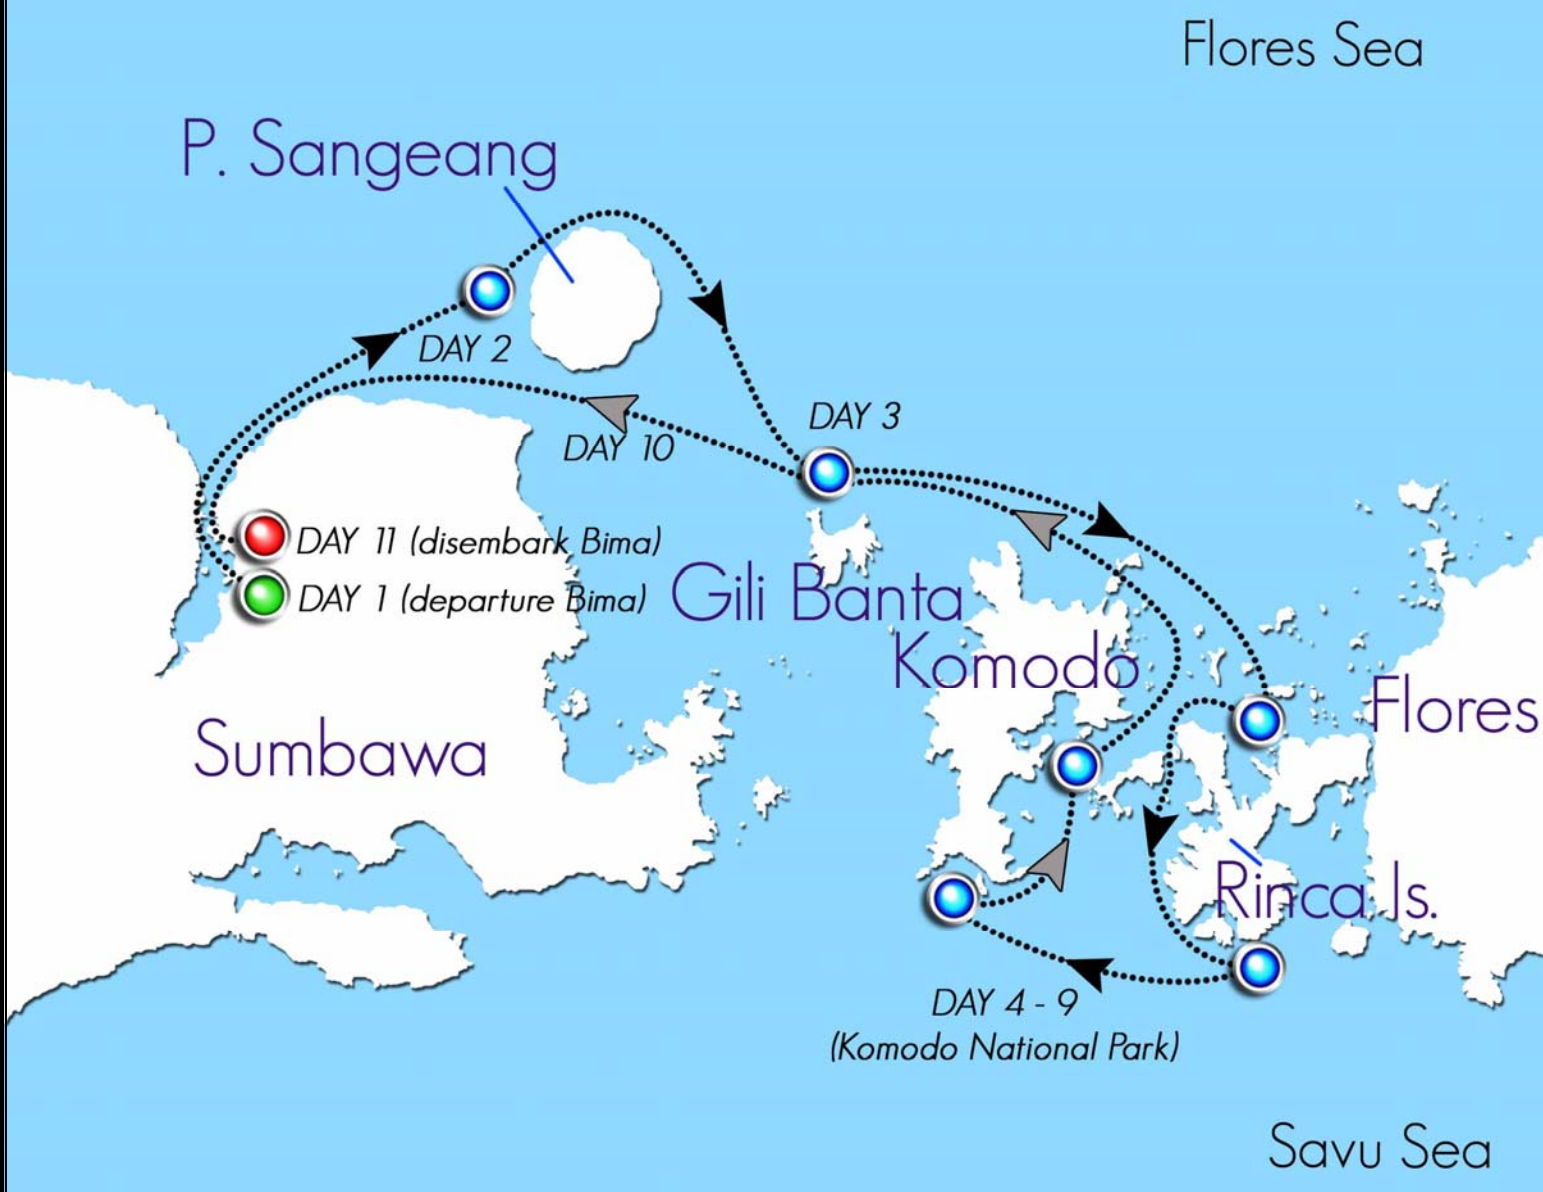 Flores Sea
P. Sangeang
DAY 2
DAY 3
DAY 10
DAY 11 (disembark Bima)
DAY 1 (departure Bima)
Gili Banta
Komodo
Flores
Sumbawa
Rinca Is.
DAY 4 - 9
(Komodo National Park)
Savu Sea